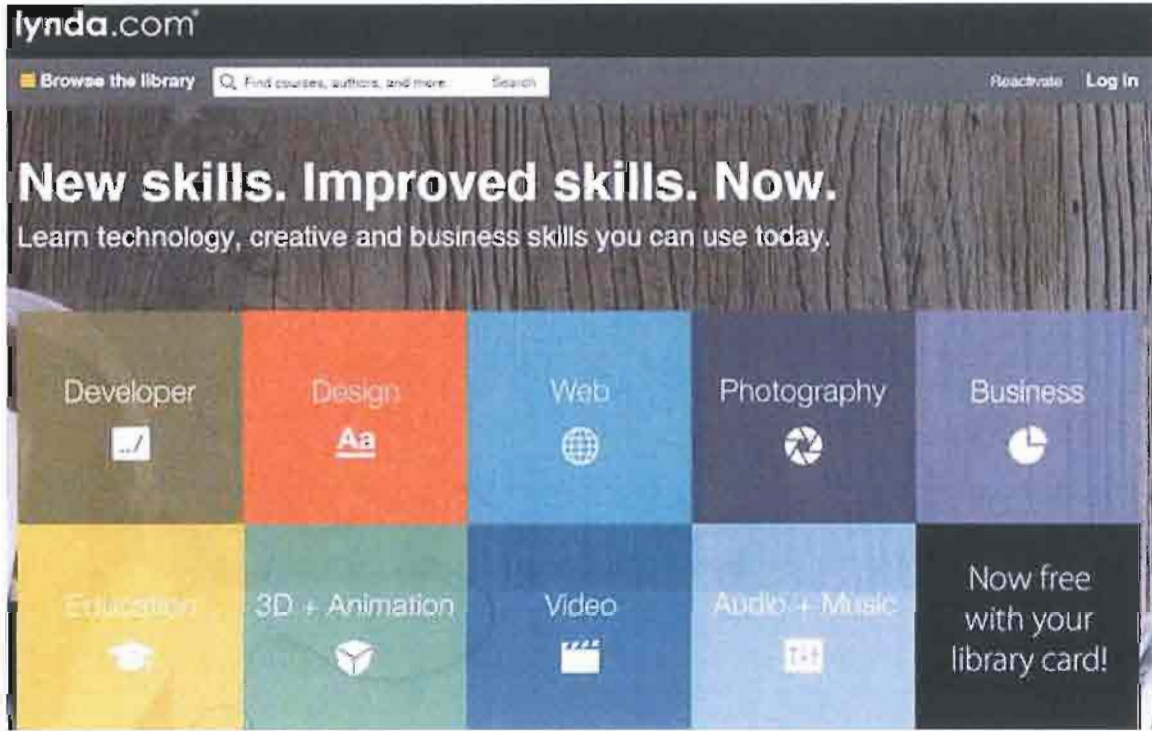 lynda.com®
Browse the library
Find courses, authors, and more
Search
Reactivate
Log In
New skills. Improved skills. Now.
Learn technology, creative and business skills you can use today.
Developer
../
Design
Aa
Web
Photography
Business
Education
3D + Animation
Video
Audio + Music
Now free
with your
library card!